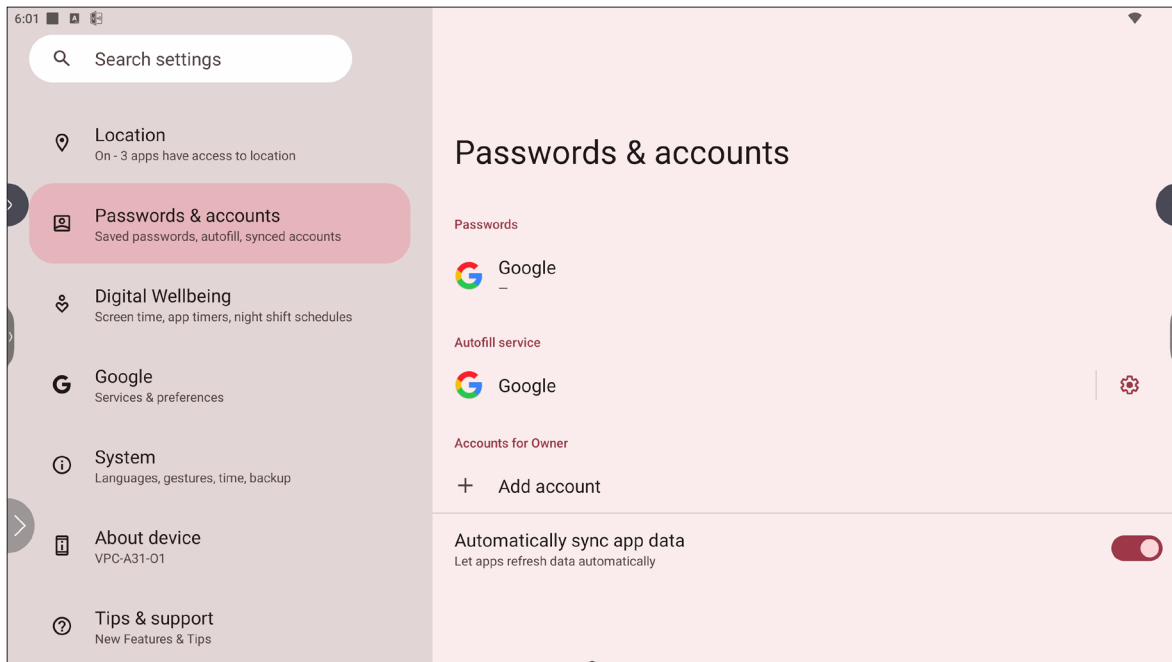 6:01
Search settings
Location
On - 3 apps have access to location
Passwords & accounts
Saved passwords, autofill, synced accounts
Digital Wellbeing
Screen time, app timers, night shift schedules
Google
Services & preferences
System
Languages, gestures, time, backup
About device
VPC-A31-O1
Tips & support
New Features & Tips
Passwords & accounts
Passwords
Google
–
Autofill service
Google
Accounts for Owner
Add account
Automatically sync app data
Let apps refresh data automatically